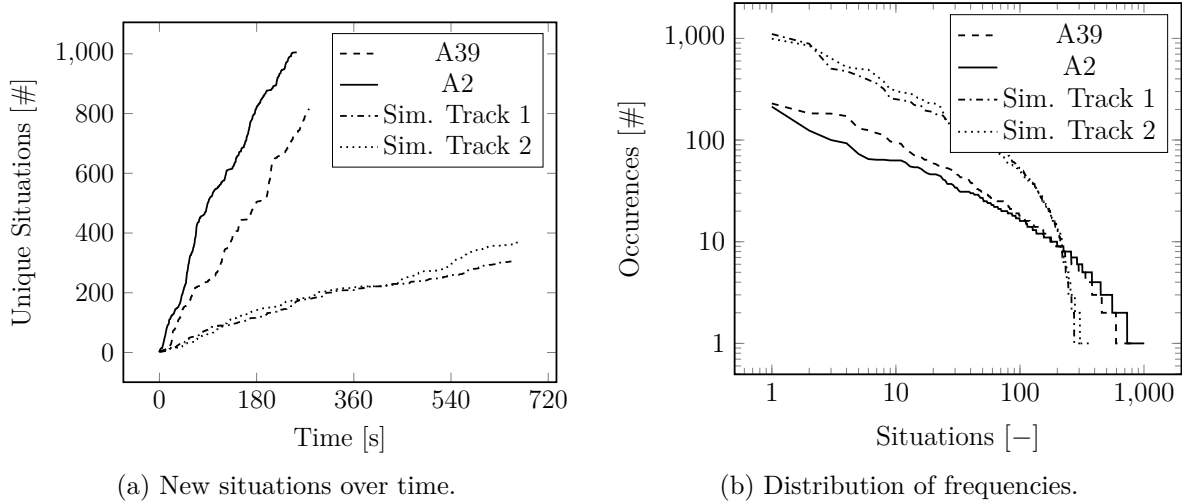 1,000
800
600
400
200
0
Unique Situations [#]
A39
A2
Sim. Track 1
Sim. Track 2
0 180 360 540 720
Time [s]
(a) New situations over time.
1,000
100
10
1
Occurences [#]
A39
A2
Sim. Track 1
Sim. Track 2
1 10 100 1,000
Situations [−]
(b) Distribution of frequencies.